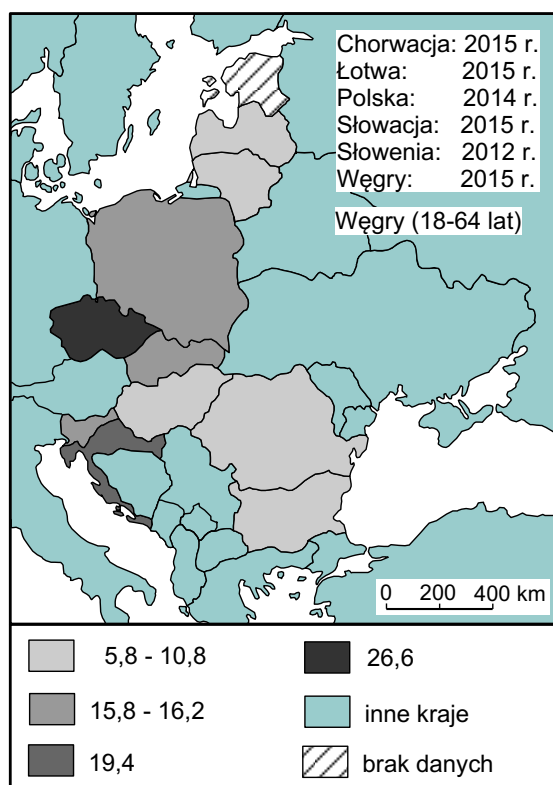 Chorwacja: 2015 r.
Łotwa: 2015 r.
Polska: 2014 r.
Słowacja: 2015 r.
Słowenia: 2012 r.
Węgry: 2015 r.
Węgry (18-64 lat)
0 200 400 km
5,8 - 10,8
26,6
15,8 - 16,2
inne kraje
19,4
brak danych